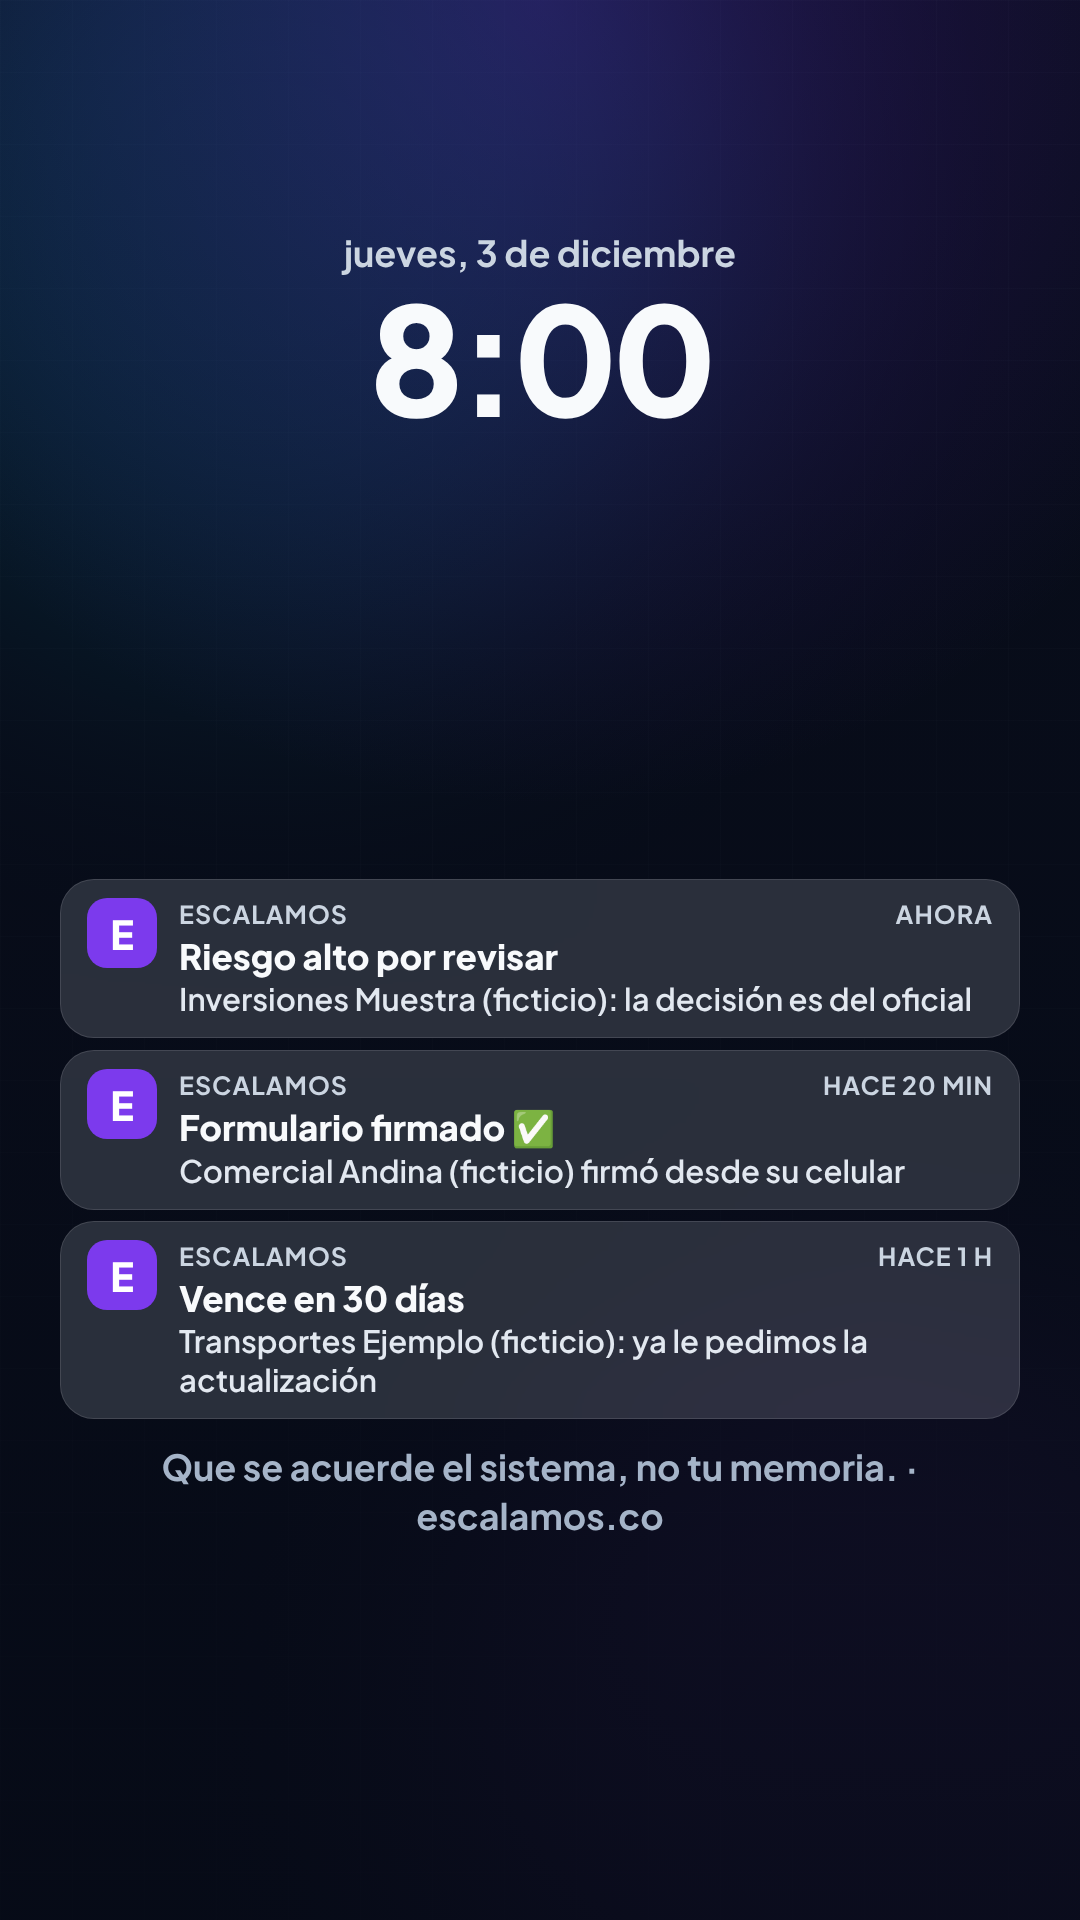 jueves, 3 de diciembre
8:00
E
ESCALAMOS
AHORA
Riesgo alto por revisar
Inversiones Muestra (ficticio): la decisión es del oficial
E
ESCALAMOS
HACE 20 MIN
Formulario firmado ✅
Comercial Andina (ficticio) firmó desde su celular
E
ESCALAMOS
HACE 1 H
Vence en 30 días
Transportes Ejemplo (ficticio): ya le pedimos la
actualización
Que se acuerde el sistema, no tu memoria. ·
escalamos.co